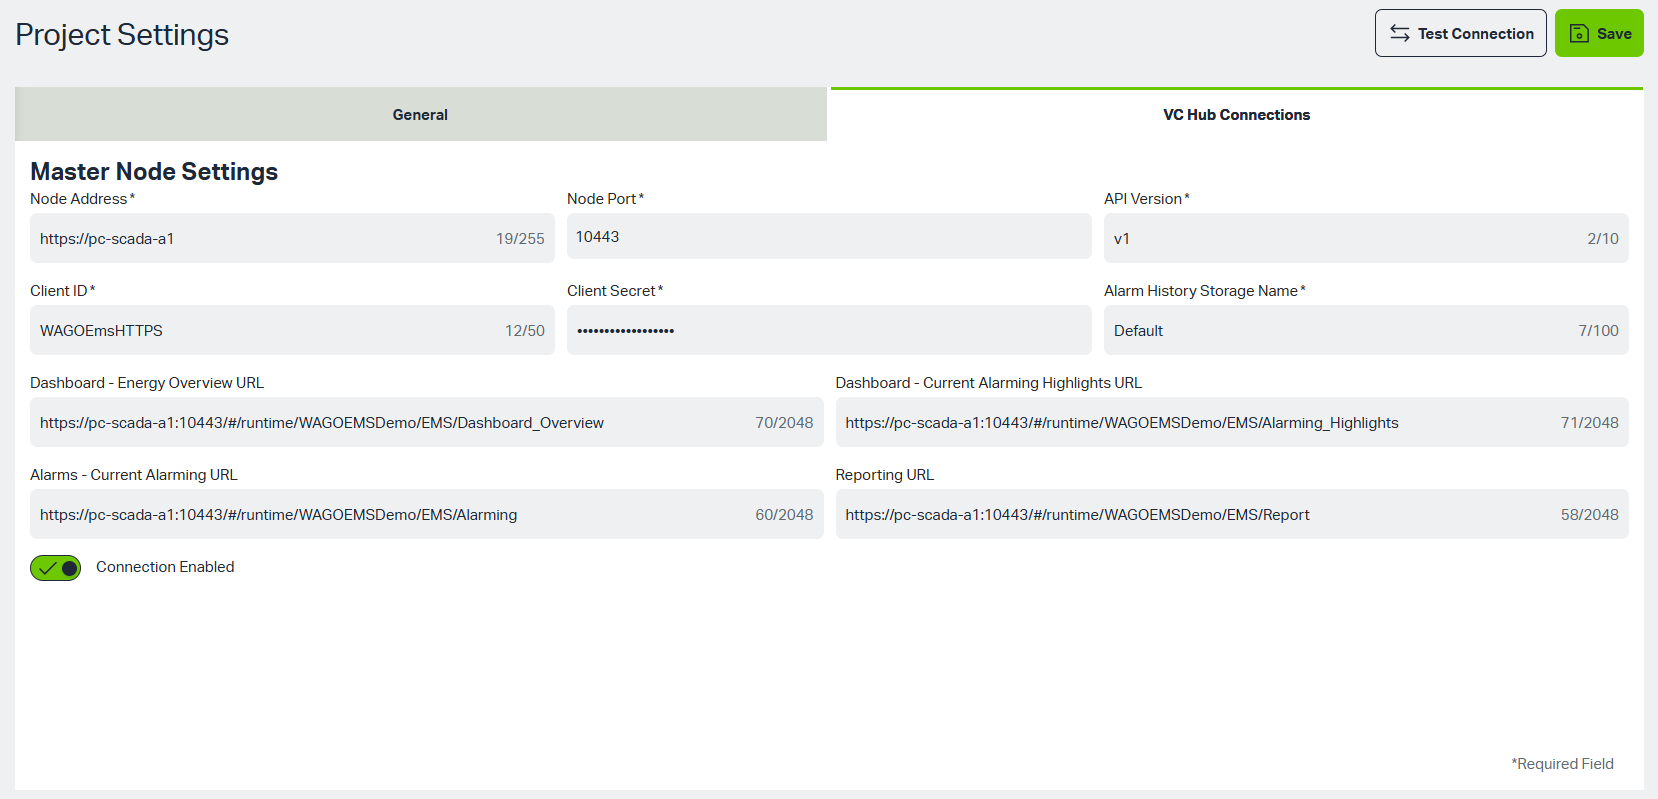 Project Settings
Test Connection
Save
General
VC Hub Connections
Master Node Settings
Node Address*
Node Port*
API Version*
https://pc-scada-a1 19/255
10443
v1 2/10
Client ID*
Client Secret*
Alarm History Storage Name*
WAGOEmsHTTPS 12/50
••••••••••••••••••
Default 7/100
Dashboard - Energy Overview URL
Dashboard - Current Alarming Highlights URL
https://pc-scada-a1:10443/#/runtime/WAGOEMSDemo/EMS/Dashboard_Overview 70/2048
https://pc-scada-a1:10443/#/runtime/WAGOEMSDemo/EMS/Alarming_Highlights 71/2048
Alarms - Current Alarming URL
Reporting URL
https://pc-scada-a1:10443/#/runtime/WAGOEMSDemo/EMS/Alarming 60/2048
https://pc-scada-a1:10443/#/runtime/WAGOEMSDemo/EMS/Report 58/2048
Connection Enabled
*Required Field